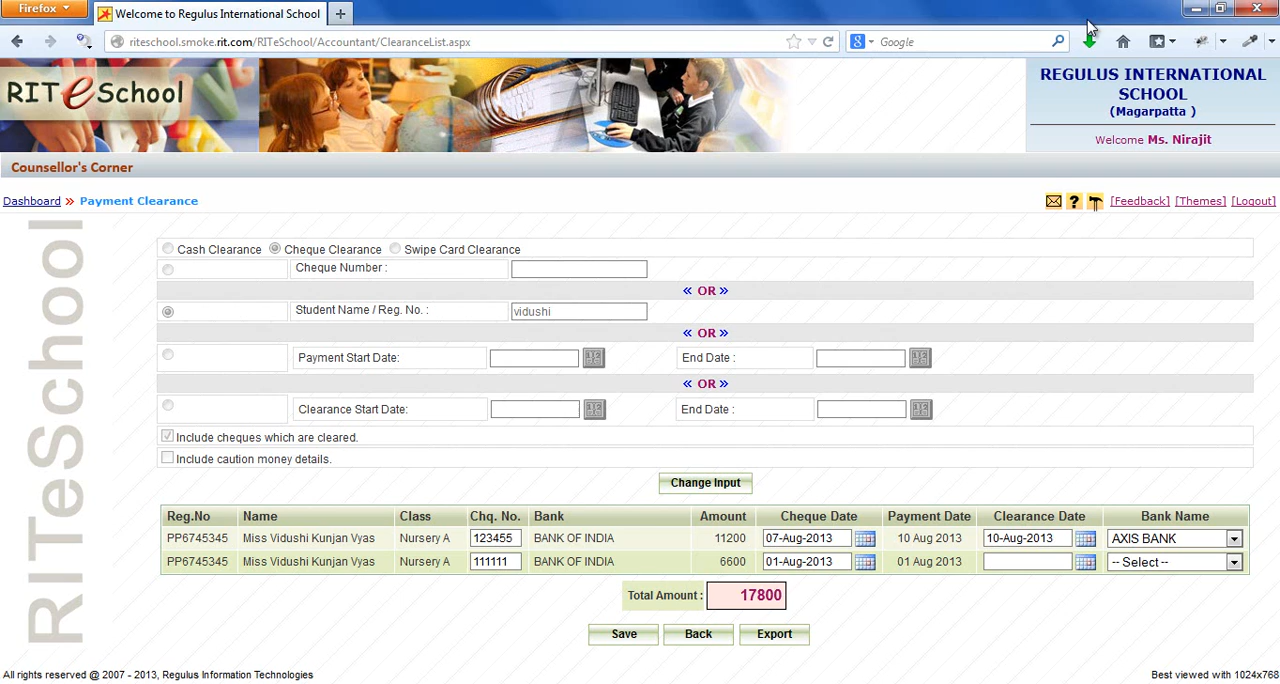 Firefox
Welcome to Regulus International School
riteschool.smoke.rit.com/RITeSchool/Accountant/ClearanceList.aspx
Google
RITeSchool
REGULUS INTERNATIONAL
SCHOOL
(Magarpatta )
Welcome Ms. Nirajit
Counsellor's Corner
Dashboard » Payment Clearance
[Feedback] [Themes] [Logout]
RITeSchool
Cash Clearance Cheque Clearance Swipe Card Clearance
Cheque Number :
« OR »
Student Name / Reg. No. : vidushi
« OR »
Payment Start Date: End Date :
« OR »
Clearance Start Date: End Date :
Include cheques which are cleared.
Include caution money details.
Change Input
Reg.No Name Class Chq. No. Bank Amount Cheque Date Payment Date Clearance Date Bank Name
PP6745345 Miss Vidushi Kunjan Vyas Nursery A 123455 BANK OF INDIA 11200 07-Aug-2013 10 Aug 2013 10-Aug-2013 AXIS BANK
PP6745345 Miss Vidushi Kunjan Vyas Nursery A 111111 BANK OF INDIA 6600 01-Aug-2013 01 Aug 2013 -- Select --
Total Amount : 17800
Save Back Export
All rights reserved @ 2007 - 2013, Regulus Information Technologies
Best viewed with 1024x768